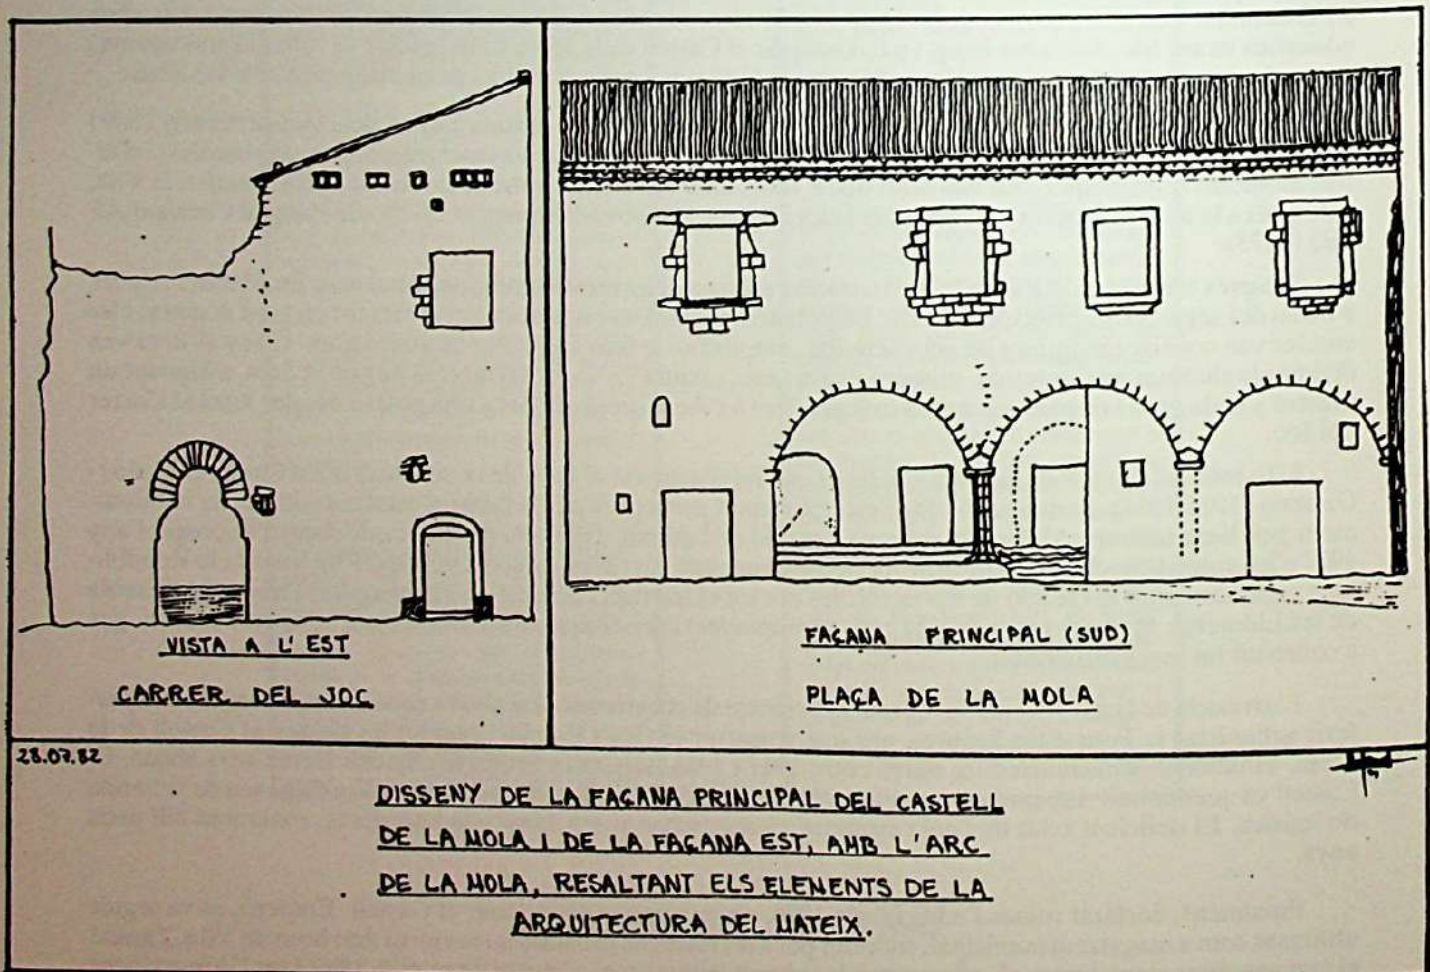 VISTA A L'EST
CARRER DEL JOC
FAÇANA PRINCIPAL (SUD)
PLAÇA DE LA MOLA
28.07.82
DISSENY DE LA FAÇANA PRINCIPAL DEL CASTELL
DE LA MOLA I DE LA FAÇANA EST, AMB L'ARC
DE LA MOLA, RESALTANT ELS ELEMENTS DE LA
ARQUITECTURA DEL MATEIX.